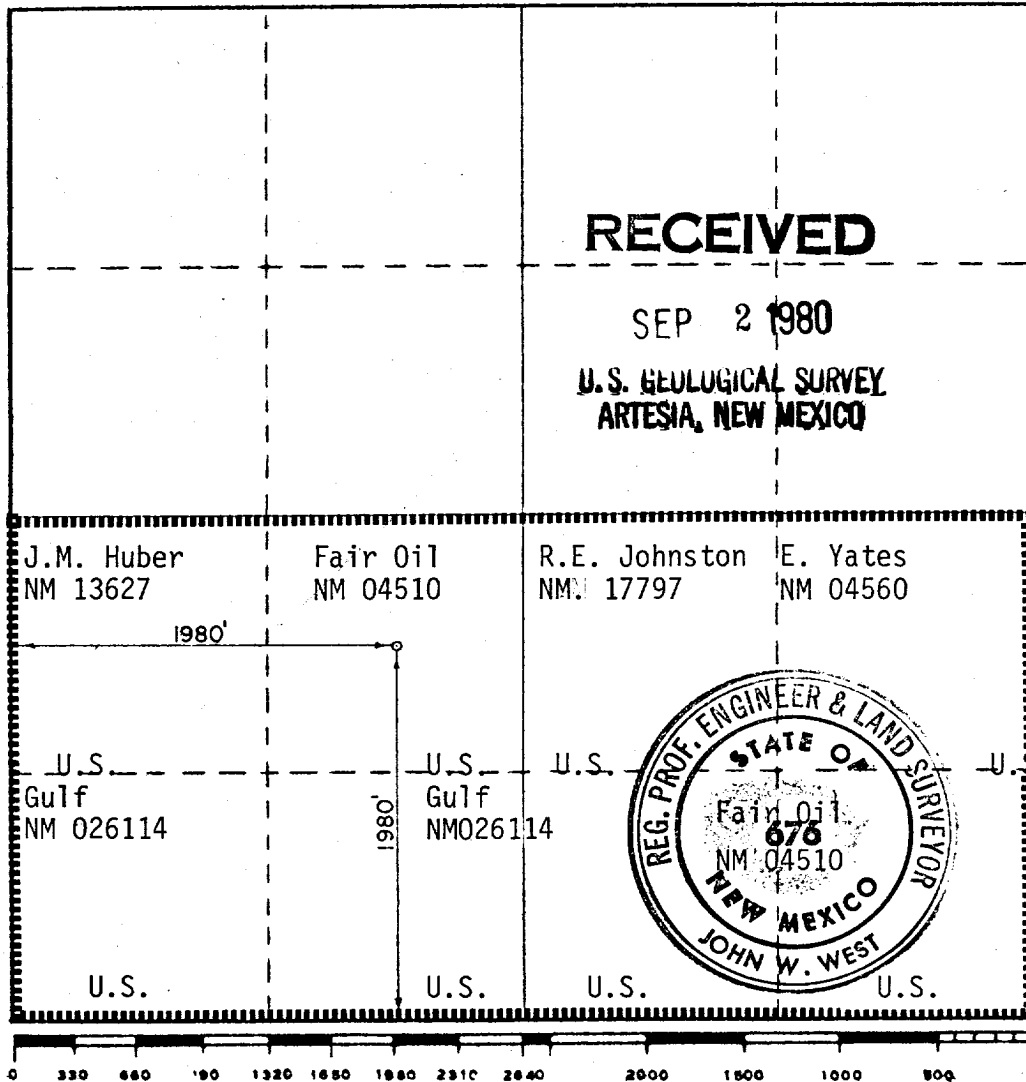 RECEIVED
SEP 2 1980
U.S. GEOLOGICAL SURVEY
ARTESIA, NEW MEXICO
J.M. Huber
NM 13627
Fair Oil
NM 04510
R.E. Johnston
NM 17797
E. Yates
NM 04560
1980'
U.S.
U.S.
U.S.
U.
Gulf
NM 026114
1980'
Gulf
NM026114
REG. PROF. ENGINEER & LAND SURVEYOR
STATE OF
Fair Oil
676
NM 04510
NEW MEXICO
JOHN W. WEST
U.S.
U.S.
U.S.
U.S.
0 330 660 990 1320 1650 1980 2310 2640 2000 1500 1000 500